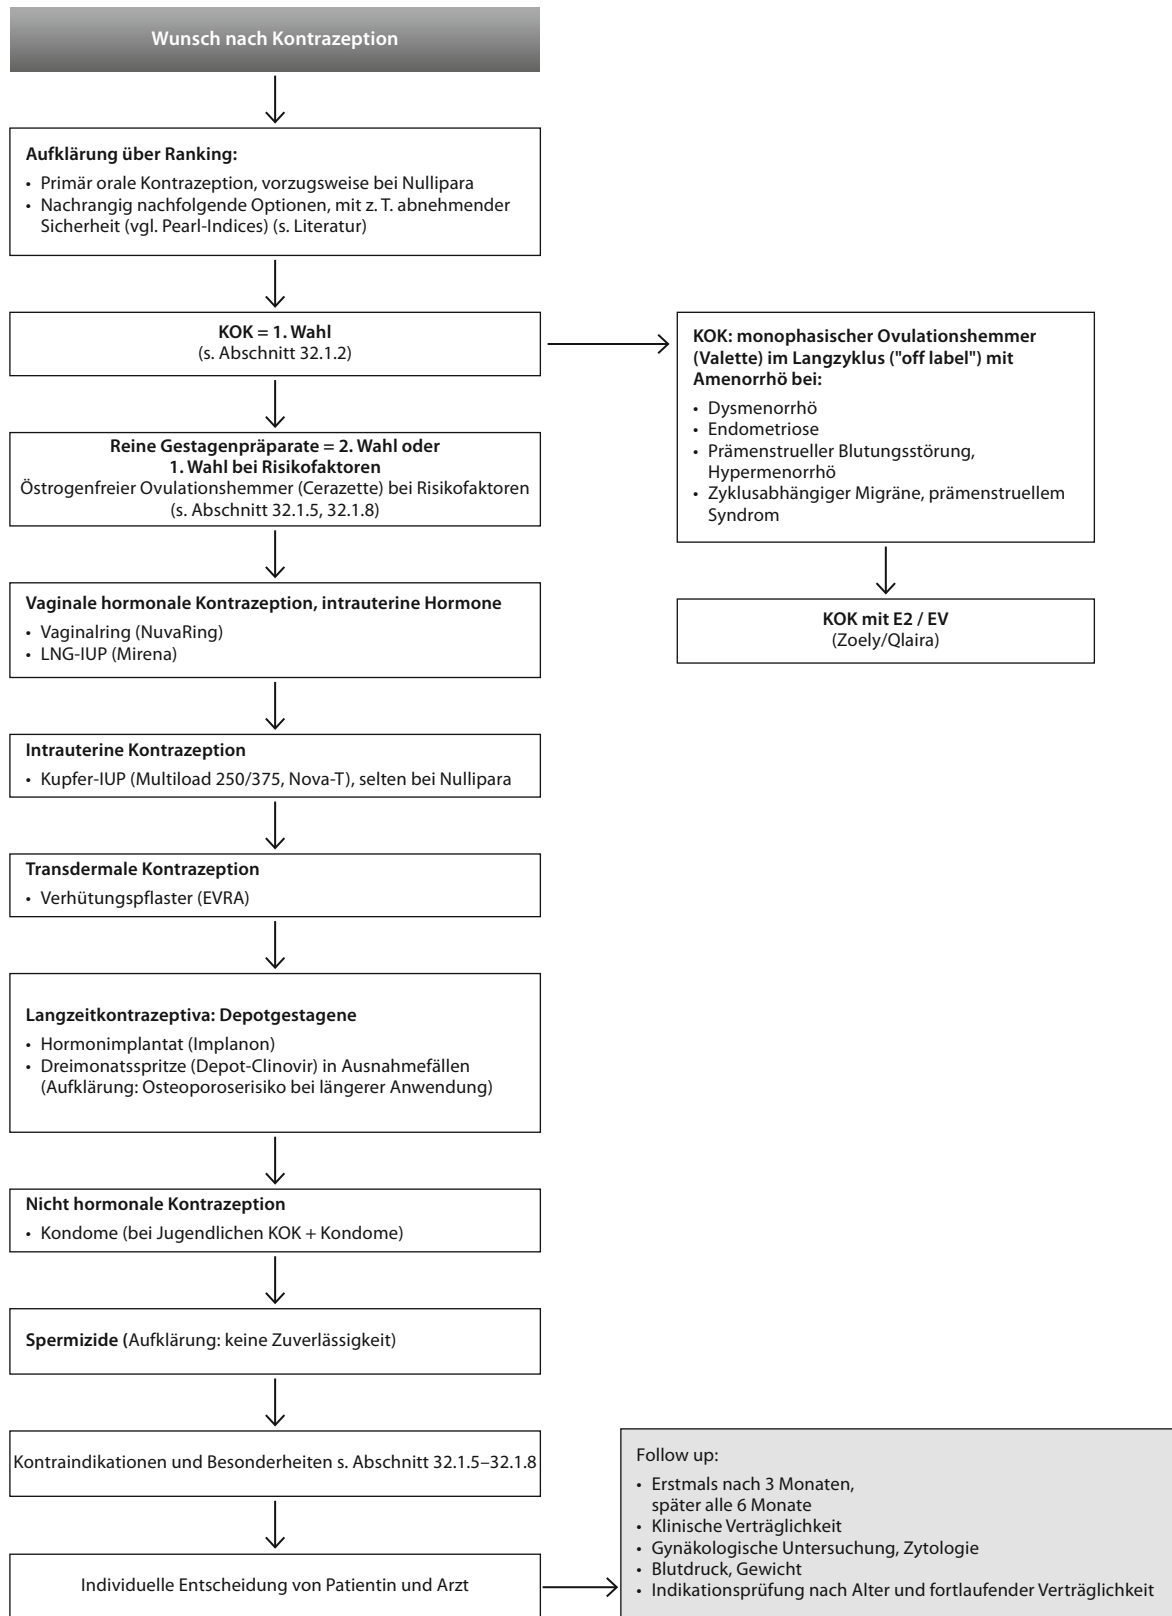 Wunsch nach Kontrazeption
Aufklärung über Ranking:
• Primär orale Kontrazeption, vorzugsweise bei Nullipara
• Nachrangig nachfolgende Optionen, mit z. T. abnehmender
Sicherheit (vgl. Pearl-Indices) (s. Literatur)
KOK = 1. Wahl
(s. Abschnitt 32.1.2)
KOK: monophasischer Ovulationshemmer
(Valette) im Langzyklus ("off label") mit
Amenorrhö bei:
• Dysmenorrhö
• Endometriose
• Prämenstrueller Blutungsstörung,
Hypermenorrhö
• Zyklusabhängiger Migräne, prämenstruellem
Syndrom
KOK mit E2 / EV
(Zoely/Qlaira)
Reine Gestagenpräparate = 2. Wahl oder
1. Wahl bei Risikofaktoren
Östrogenfreier Ovulationshemmer (Cerazette) bei Risikofaktoren
(s. Abschnitt 32.1.5, 32.1.8)
Vaginale hormonale Kontrazeption, intrauterine Hormone
• Vaginalring (NuvaRing)
• LNG-IUP (Mirena)
Intrauterine Kontrazeption
• Kupfer-IUP (Multiload 250/375, Nova-T), selten bei Nullipara
Transdermale Kontrazeption
• Verhütungspflaster (EVRA)
Langzeitkontrazeptiva: Depotgestagene
• Hormonimplantat (Implanon)
• Dreimonatsspritze (Depot-Clinovir) in Ausnahmefällen
(Aufklärung: Osteoporoserisiko bei längerer Anwendung)
Nicht hormonale Kontrazeption
• Kondome (bei Jugendlichen KOK + Kondome)
Spermizide (Aufklärung: keine Zuverlässigkeit)
Kontraindikationen und Besonderheiten s. Abschnitt 32.1.5–32.1.8
Individuelle Entscheidung von Patientin und Arzt
Follow up:
• Erstmals nach 3 Monaten,
später alle 6 Monate
• Klinische Verträglichkeit
• Gynäkologische Untersuchung, Zytologie
• Blutdruck, Gewicht
• Indikationsprüfung nach Alter und fortlaufender Verträglichkeit